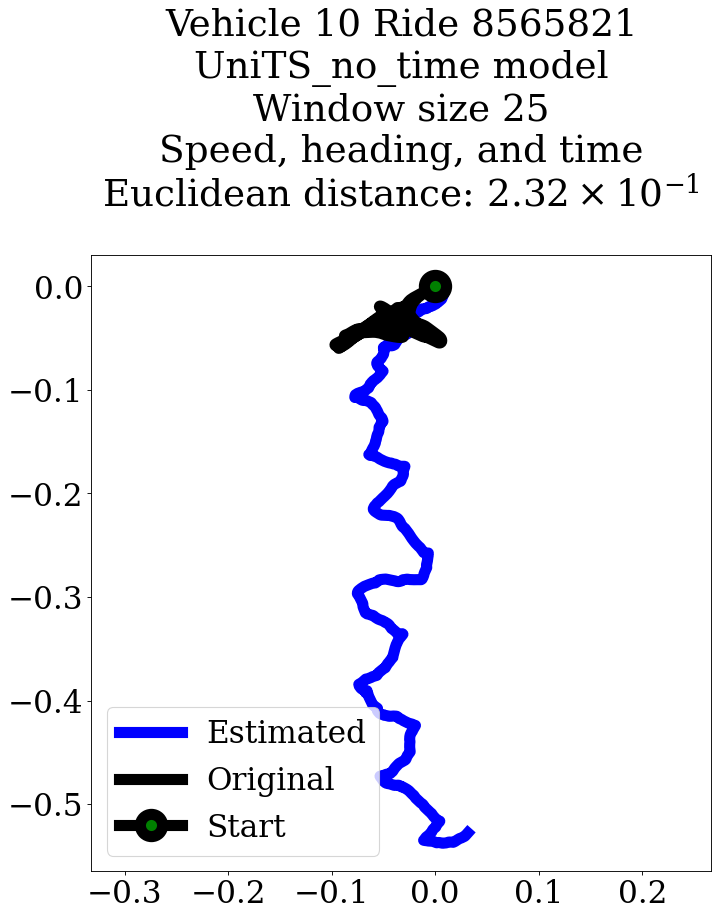 Vehicle 10 Ride 8565821
UniTS_no_time model
Window size 25
Speed, heading, and time
Euclidean distance: 2.32 × 10⁻¹
0.0
−0.1
−0.2
−0.3
−0.4
−0.5
Estimated
Original
Start
−0.3 −0.2 −0.1 0.0 0.1 0.2